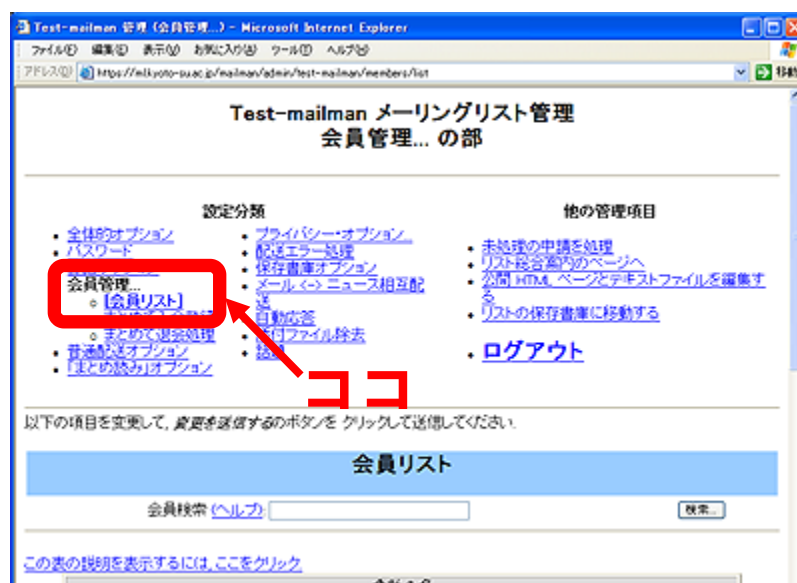 Test-mailman 管理 (会員管理...) - Microsoft Internet Explorer
ファイル(F) 編集(E) 表示(V) お気に入り(A) ツール(T) ヘルプ(H)
アドレス(D) https://ml.kyoto-su.ac.jp/mailman/admin/test-mailman/members/list 移動
Test-mailman メーリングリスト管理
会員管理... の部
設定分類
・全体的オプション
・パスワード
会員管理...
[会員リスト]
まとめて退会処理
・普通配送オプション
・「まとめ読み」オプション
・プライバシー・オプション
・配送エラー処理
・保存書庫オプション
・メール <-> ニュース相互配
送
・自動応答
・添付ファイル除去
・話題
他の管理項目
・未処理の申請を処理
・リスト総合案内のページへ
・公開 HTML ページとテキストファイルを編集す
る
・リストの保存書庫に移動する
・ログアウト
ココ
以下の項目を変更して, 変更を送信するのボタンを クリックして送信してください.
会員リスト
会員検索 (ヘルプ): 検索...
この表の説明を表示するには, ここをクリック